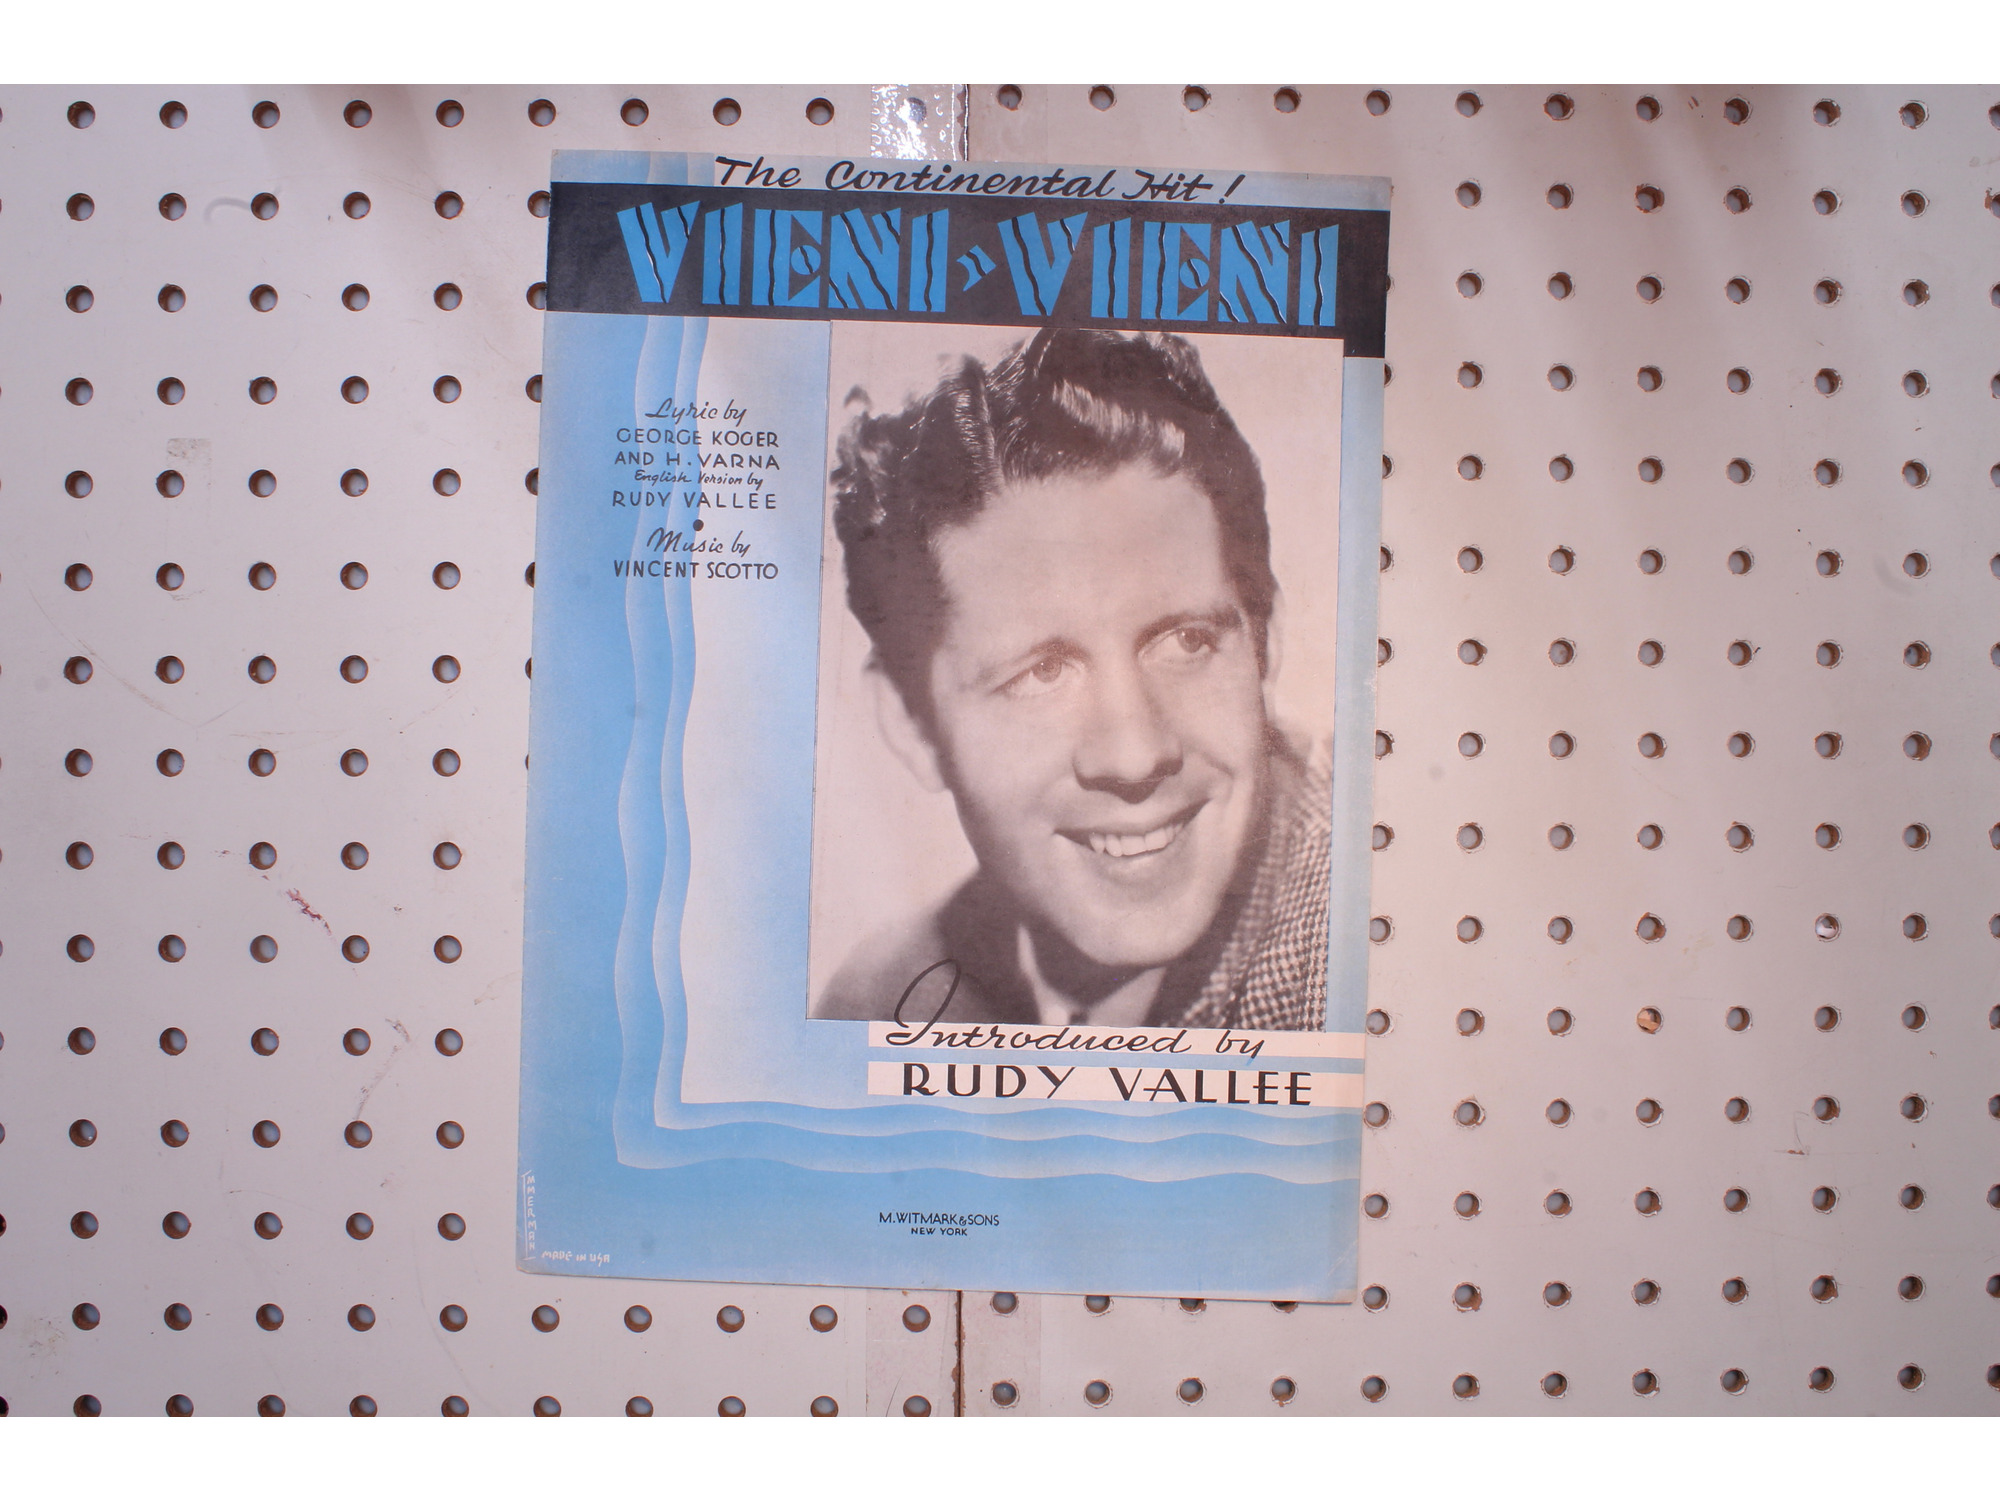 The Continental Hit!
VIENI, VIENI
Lyric by
GEORGE KOGER
AND H. VARNA
English Version by
RUDY VALLEE
Music by
VINCENT SCOTTO
Introduced by
RUDY VALLEE
IMMERMAN
MADE IN USA
M. WITMARK & SONS
NEW YORK